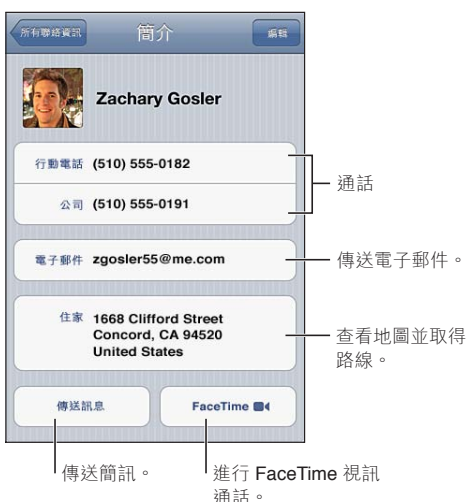 所有聯絡資訊 簡介 編輯
Zachary Gosler
行動電話 (510) 555-0182
公司 (510) 555-0191
通話
電子郵件 zgosler55@me.com
傳送電子郵件。
住家 1668 Clifford Street
Concord, CA 94520
United States
查看地圖並取得
路線。
傳送訊息 FaceTime
傳送簡訊。
進行 FaceTime 視訊
通話。